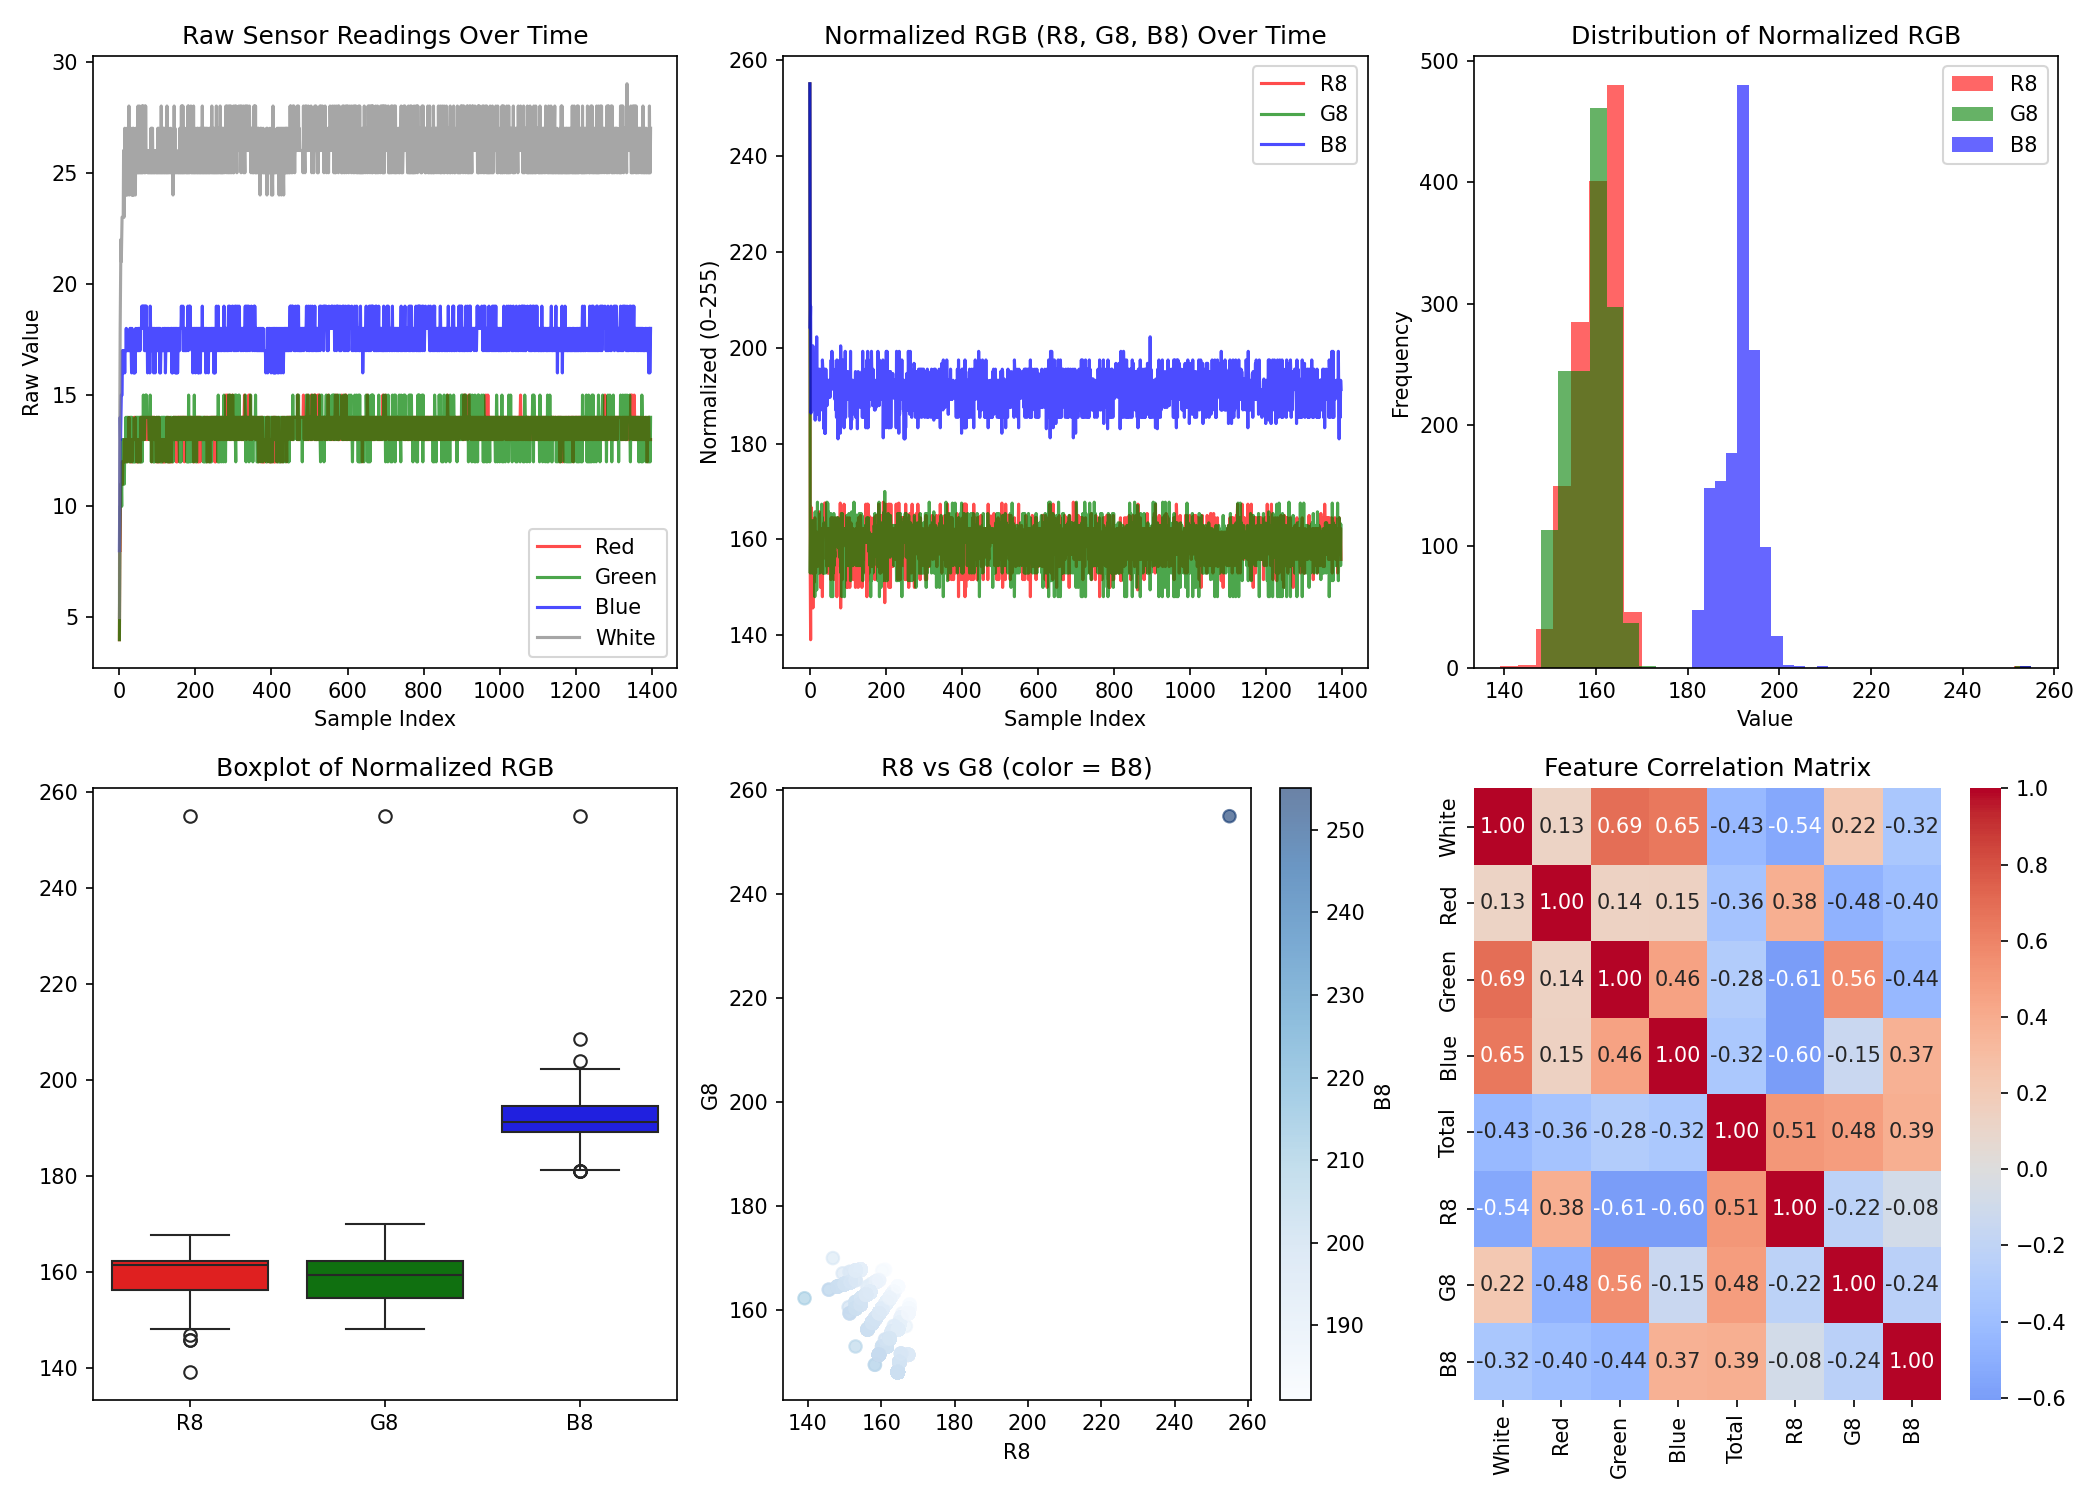 Raw Sensor Readings Over Time
30
25
20
15
10
5
Raw Value
0 200 400 600 800 1000 1200 1400
Sample Index
Red
Green
Blue
White
Normalized RGB (R8, G8, B8) Over Time
260
240
220
200
180
160
140
Normalized (0–255)
0 200 400 600 800 1000 1200 1400
Sample Index
R8
G8
B8
Distribution of Normalized RGB
500
400
300
200
100
0
Frequency
140 160 180 200 220 240 260
Value
R8
G8
B8
Boxplot of Normalized RGB
260
240
220
200
180
160
140
R8 G8 B8
R8 vs G8 (color = B8)
260
240
220
200
180
160
G8
140 160 180 200 220 240 260
R8
250
240
230
220
210
200
190
B8
Feature Correlation Matrix
White 1.00 0.13 0.69 0.65 -0.43 -0.54 0.22 -0.32
Red 0.13 1.00 0.14 0.15 -0.36 0.38 -0.48 -0.40
Green 0.69 0.14 1.00 0.46 -0.28 -0.61 0.56 -0.44
Blue 0.65 0.15 0.46 1.00 -0.32 -0.60 -0.15 0.37
Total -0.43 -0.36 -0.28 -0.32 1.00 0.51 0.48 0.39
R8 -0.54 0.38 -0.61 -0.60 0.51 1.00 -0.22 -0.08
G8 0.22 -0.48 0.56 -0.15 0.48 -0.22 1.00 -0.24
B8 -0.32 -0.40 -0.44 0.37 0.39 -0.08 -0.24 1.00
White Red Green Blue Total R8 G8 B8
1.0
0.8
0.6
0.4
0.2
0.0
−0.2
−0.4
−0.6